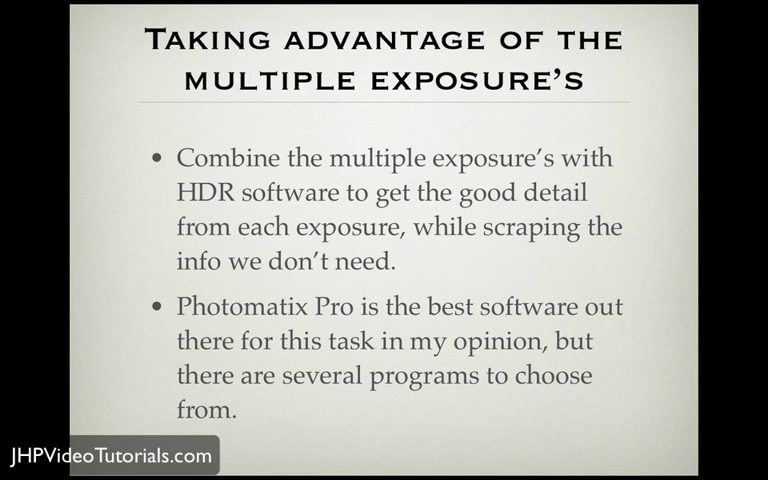 TAKING ADVANTAGE OF THE
MULTIPLE EXPOSURE'S
• Combine the multiple exposure's with
HDR software to get the good detail
from each exposure, while scraping the
info we don't need.
• Photomatix Pro is the best software out
there for this task in my opinion, but
there are several programs to choose
from.
JHPVideoTutorials.com